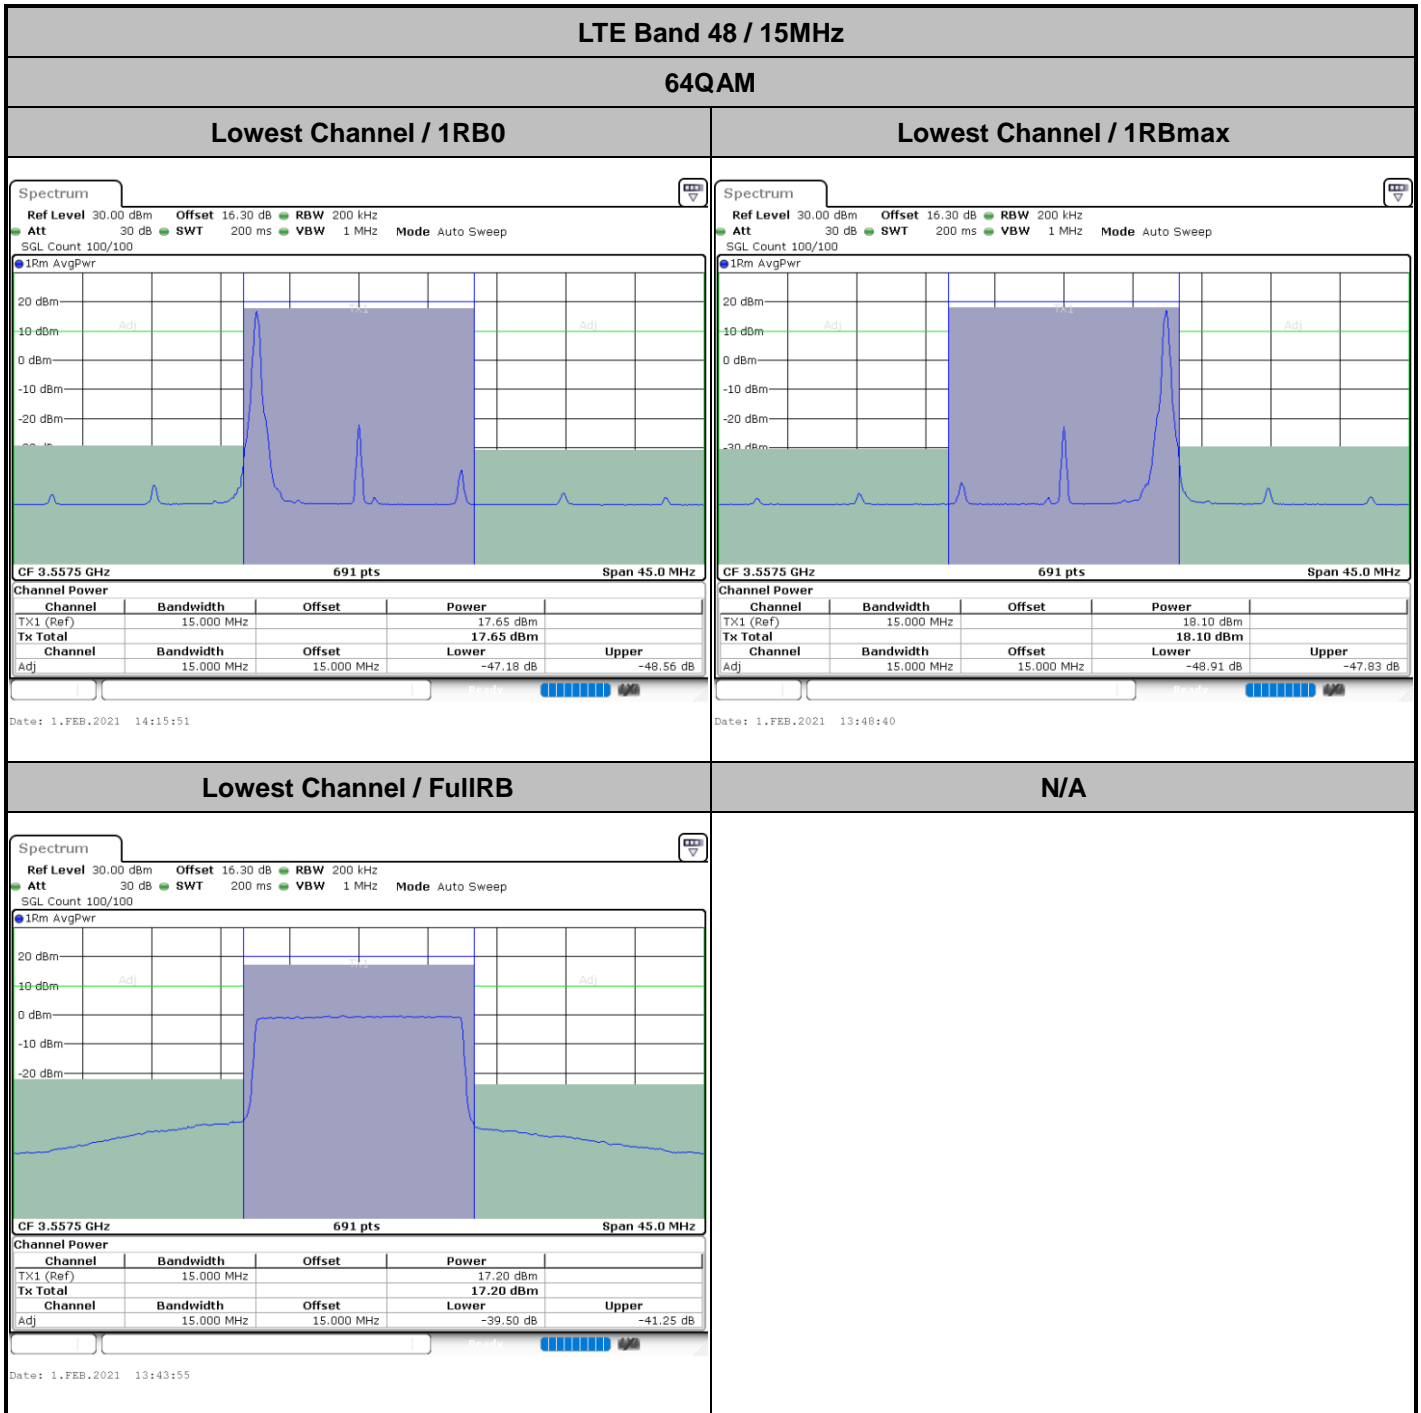 LTE Band 48 / 15MHz
64QAM
Lowest Channel / 1RB0
Lowest Channel / 1RBmax
Spectrum
Ref Level 30.00 dBm Offset 16.30 dB RBW 200 kHz
Att 30 dB SWT 200 ms VBW 1 MHz Mode Auto Sweep
SGL Count 100/100
1Rm AvgPwr
TX1
20 dBm
Adj
Adj
10 dBm
0 dBm
-10 dBm
-20 dBm
CF 3.5575 GHz 691 pts Span 45.0 MHz
Channel Power
Channel Bandwidth Offset Power
TX1 (Ref) 15.000 MHz 17.65 dBm
Tx Total 17.65 dBm
Channel Bandwidth Offset Lower Upper
Adj 15.000 MHz 15.000 MHz -47.18 dB -48.56 dB
Ready
Date: 1.FEB.2021 14:15:51
Spectrum
Ref Level 30.00 dBm Offset 16.30 dB RBW 200 kHz
Att 30 dB SWT 200 ms VBW 1 MHz Mode Auto Sweep
SGL Count 100/100
1Rm AvgPwr
TX1
20 dBm
Adj
Adj
10 dBm
0 dBm
-10 dBm
-20 dBm
-30 dBm
CF 3.5575 GHz 691 pts Span 45.0 MHz
Channel Power
Channel Bandwidth Offset Power
TX1 (Ref) 15.000 MHz 18.10 dBm
Tx Total 18.10 dBm
Channel Bandwidth Offset Lower Upper
Adj 15.000 MHz 15.000 MHz -48.91 dB -47.83 dB
Ready
Date: 1.FEB.2021 13:48:40
Lowest Channel / FullRB
N/A
Spectrum
Ref Level 30.00 dBm Offset 16.30 dB RBW 200 kHz
Att 30 dB SWT 200 ms VBW 1 MHz Mode Auto Sweep
SGL Count 100/100
1Rm AvgPwr
TX1
20 dBm
Adj
Adj
10 dBm
0 dBm
-10 dBm
-20 dBm
CF 3.5575 GHz 691 pts Span 45.0 MHz
Channel Power
Channel Bandwidth Offset Power
TX1 (Ref) 15.000 MHz 17.20 dBm
Tx Total 17.20 dBm
Channel Bandwidth Offset Lower Upper
Adj 15.000 MHz 15.000 MHz -39.50 dB -41.25 dB
Ready
Date: 1.FEB.2021 13:43:55